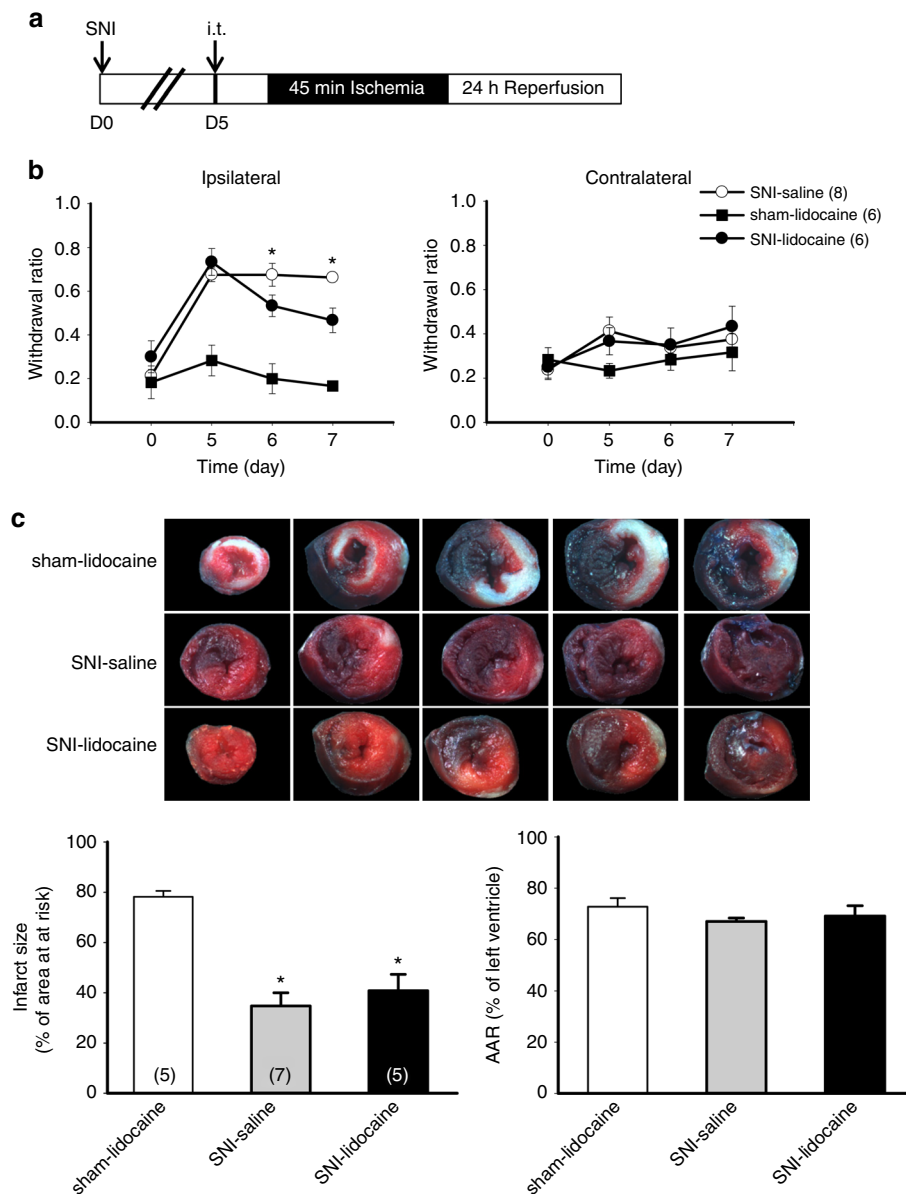 a
SNI
i.t.
45 min Ischemia
24 h Reperfusion
D0
D5
b
Ipsilateral
Withdrawal ratio
1.0
0.8
0.6
0.4
0.2
0.0
*
*
0
5
6
7
Time (day)
Contralateral
SNI-saline (8)
sham-lidocaine (6)
SNI-lidocaine (6)
Withdrawal ratio
1.0
0.8
0.6
0.4
0.2
0.0
0
5
6
7
Time (day)
c
sham-lidocaine
SNI-saline
SNI-lidocaine
Infarct size
(% of area at at risk)
100
80
60
40
20
0
*
*
(5)
(7)
(5)
sham-lidocaine
SNI-saline
SNI-lidocaine
AAR (% of left ventricle)
100
80
60
40
20
0
sham-lidocaine
SNI-saline
SNI-lidocaine